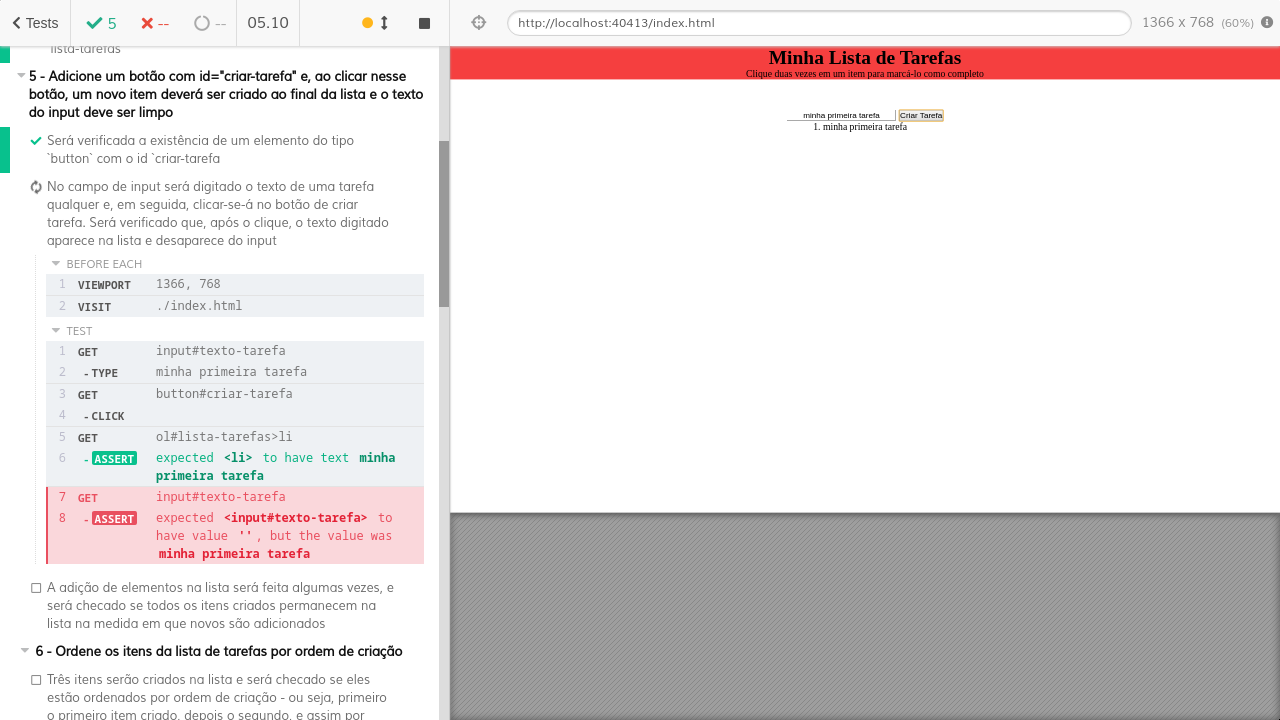 Tests
5
--
--
05.10
http://localhost:40413/index.html
1366 x 768 (60%)
`lista-tarefas`
5 - Adicione um botão com id="criar-tarefa" e, ao clicar nesse
botão, um novo item deverá ser criado ao final da lista e o texto
do input deve ser limpo
Será verificada a existência de um elemento do tipo
`button` com o id `criar-tarefa
No campo de input será digitado o texto de uma tarefa
qualquer e, em seguida, clicar-se-á no botão de criar
tarefa. Será verificado que, após o clique, o texto digitado
aparece na lista e desaparece do input
BEFORE EACH
1 VIEWPORT 1366, 768
2 VISIT ./index.html
TEST
1 GET input#texto-tarefa
2 -TYPE minha primeira tarefa
3 GET button#criar-tarefa
4 -CLICK
5 GET ol#lista-tarefas>li
6 -ASSERT expected <li> to have text minha
primeira tarefa
7 GET input#texto-tarefa
8 -ASSERT expected <input#texto-tarefa> to
have value '', but the value was
minha primeira tarefa
A adição de elementos na lista será feita algumas vezes, e
será checado se todos os itens criados permanecem na
lista na medida em que novos são adicionados
6 - Ordene os itens da lista de tarefas por ordem de criação
Três itens serão criados na lista e será checado se eles
estão ordenados por ordem de criação - ou seja, primeiro
o primeiro item criado, depois o segundo, e assim por
Minha Lista de Tarefas
Clique duas vezes em um item para marcá-lo como completo
minha primeira tarefa Criar Tarefa
1. minha primeira tarefa